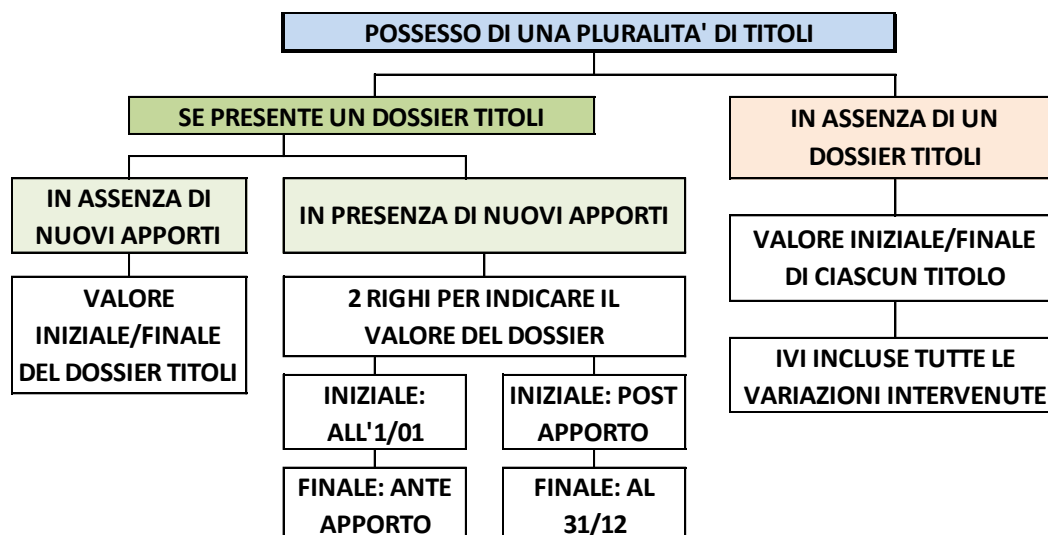 POSSESSO DI UNA PLURALITA' DI TITOLI
SE PRESENTE UN DOSSIER TITOLI
IN ASSENZA DI UN
DOSSIER TITOLI
IN ASSENZA DI
NUOVI APPORTI
IN PRESENZA DI NUOVI APPORTI
VALORE INIZIALE/FINALE
DI CIASCUN TITOLO
VALORE
INIZIALE/FINALE
DEL DOSSIER TITOLI
2 RIGHI PER INDICARE IL
VALORE DEL DOSSIER
IVI INCLUSE TUTTE LE
VARIAZIONI INTERVENUTE
INIZIALE:
ALL'1/01
INIZIALE: POST
APPORTO
FINALE: ANTE
APPORTO
FINALE: AL
31/12